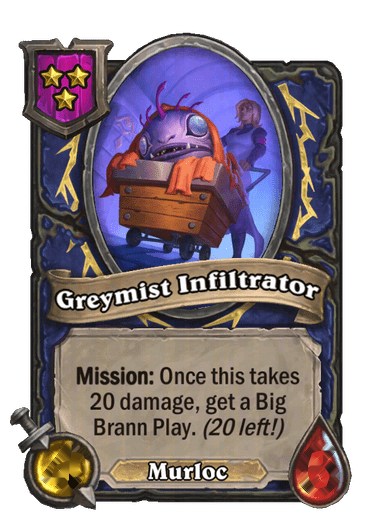 Greymist Infiltrator
Mission: Once this takes
20 damage, get a Big
Brann Play. (20 left!)
Murloc